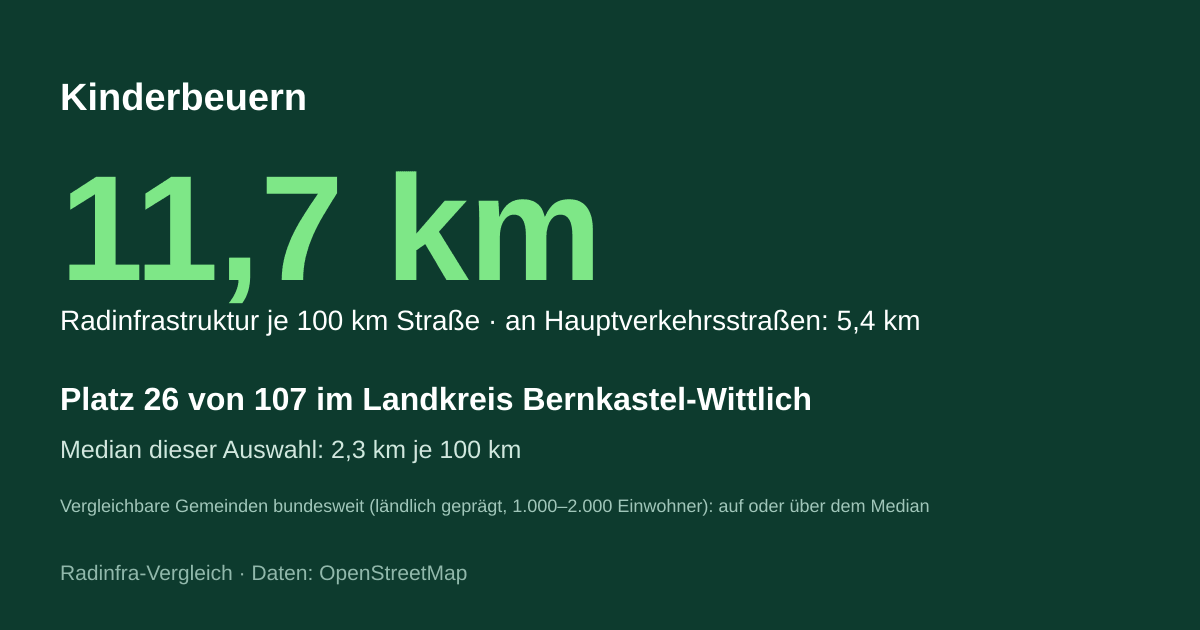 Kinderbeuern
11,7 km
Radinfrastruktur je 100 km Straße · an Hauptverkehrsstraßen: 5,4 km
Platz 26 von 107 im Landkreis Bernkastel-Wittlich
Median dieser Auswahl: 2,3 km je 100 km
Vergleichbare Gemeinden bundesweit (ländlich geprägt, 1.000–2.000 Einwohner): auf oder über dem Median
Radinfra-Vergleich · Daten: OpenStreetMap